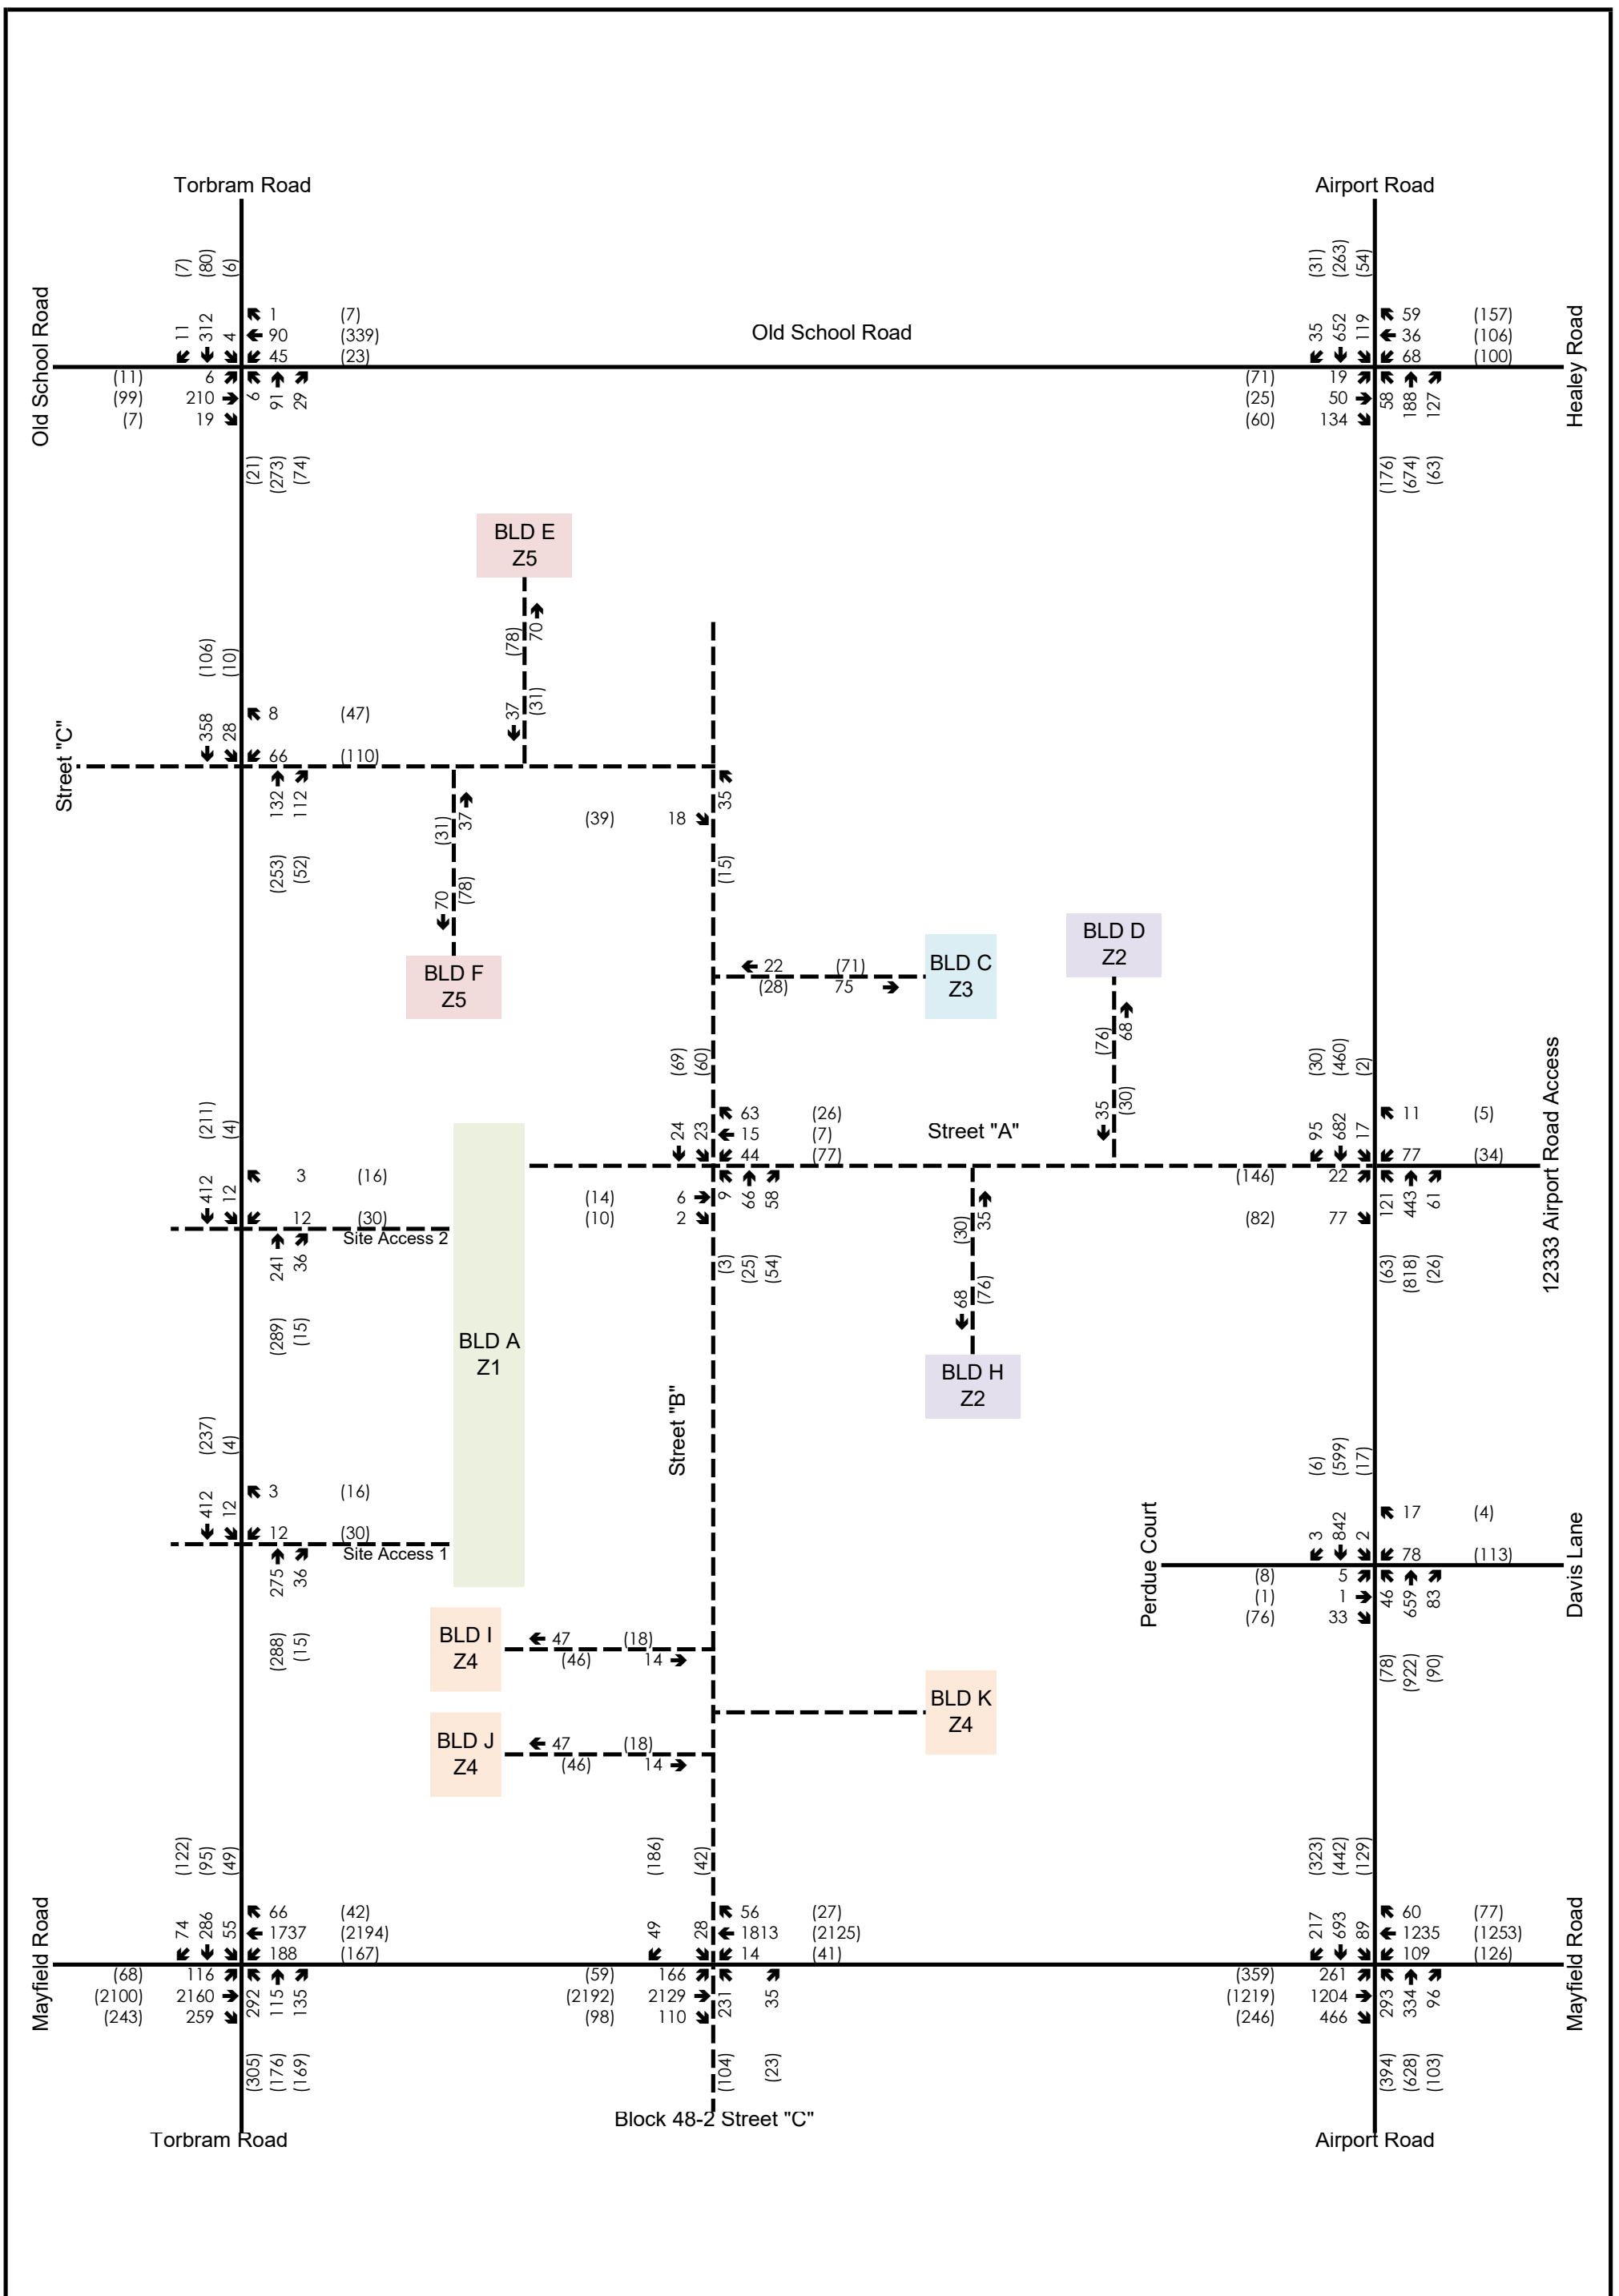 Torbram Road
Airport Road
(7) (80) (6)
(31) (263) (54)
Old School Road
11 312 4
1 (7)
90 (339)
45 (23)
Old School Road
35 652 119
59 (157)
36 (106)
68 (100)
Healey Road
(11) 6
(99) 210
(7) 19
6 91 29
(71) 19
(25) 50
(60) 134
58 188 127
(21) (273) (74)
(176) (674) (63)
BLD E
Z5
(78) 70
37 (31)
(106) (10)
Street "C"
358 28
8 (47)
66 (110)
132 112
(253) (52)
(31) 37
70 (78)
BLD F
Z5
(39) 18
35
(15)
22 (71)
(28) 75
BLD C
Z3
BLD D
Z2
(76) 68
35 (30)
(69) (60)
(30) (460) (2)
24 23
63 (26)
15 (7)
44 (77)
Street "A"
95 682 17
11 (5)
77 (34)
12333 Airport Road Access
(14) 6
(10) 2
9 66 58
(3) (25) (54)
(146) 22
(82) 77
121 443 61
(63) (818) (26)
(30) 35
68 (76)
BLD H
Z2
(211) (4)
412 12
3 (16)
12 (30)
Site Access 2
241 36
(289) (15)
BLD A
Z1
Street "B"
(237) (4)
412 12
3 (16)
12 (30)
Site Access 1
275 36
(288) (15)
(6) (599) (17)
Perdue Court
3 842 2
17 (4)
78 (113)
Davis Lane
(8) 5
(1) 1
(76) 33
46 659 83
(78) (922) (90)
BLD I
Z4
47 (18)
(46) 14
BLD K
Z4
BLD J
Z4
47 (18)
(46) 14
(122) (95) (49)
(186) (42)
(323) (442) (129)
Mayfield Road
74 286 55
66 (42)
1737 (2194)
188 (167)
49 28
56 (27)
1813 (2125)
14 (41)
217 693 89
60 (77)
1235 (1253)
109 (126)
Mayfield Road
(68) 116
(2100) 2160
(243) 259
292 115 135
(59) 166
(2192) 2129
(98) 110
231 35
(359) 261
(1219) 1204
(246) 466
293 334 96
(305) (176) (169)
(104) (23)
(394) (628) (103)
Block 48-2 Street "C"
Torbram Road
Airport Road